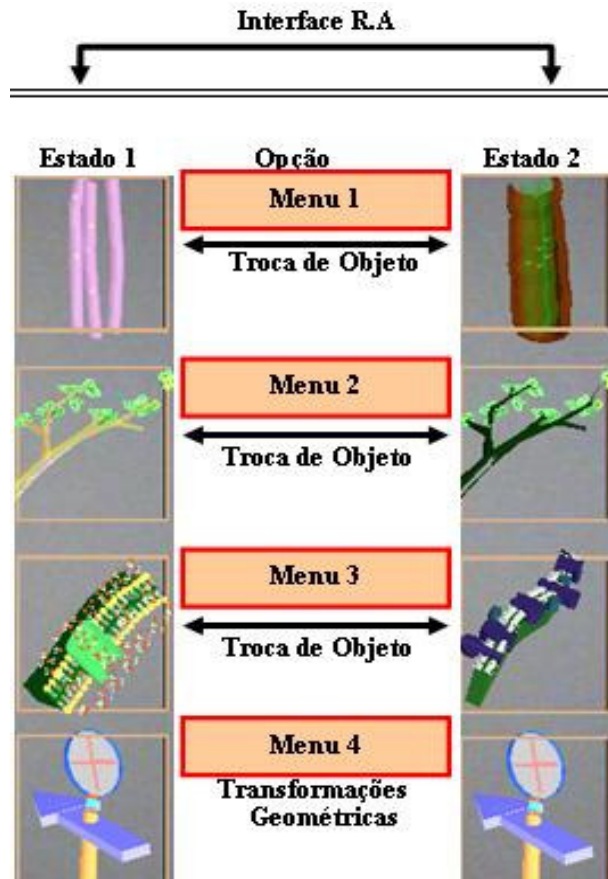 Interface R.A
Estado 1 Opção Estado 2
Menu 1
Troca de Objeto
Menu 2
Troca de Objeto
Menu 3
Troca de Objeto
Menu 4
Transformações
Geométricas